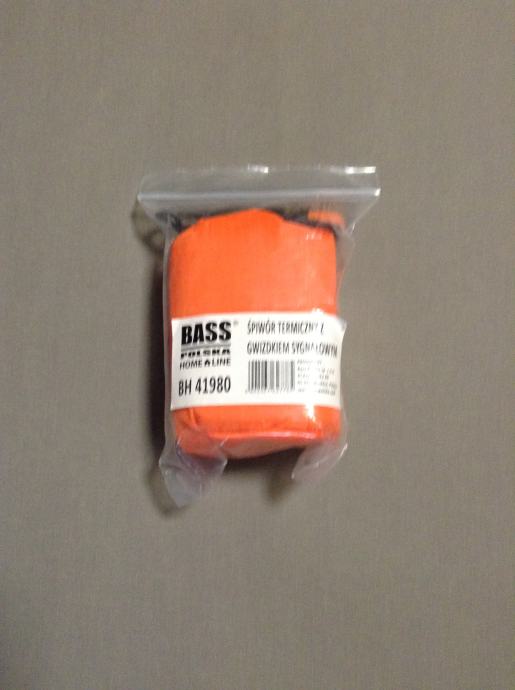 BASS®
POLSKA
HOME & LINE
BH 41980
ŚPIWÓR TERMICZNY Z
GWIZDKIEM SYGNAŁOWYM